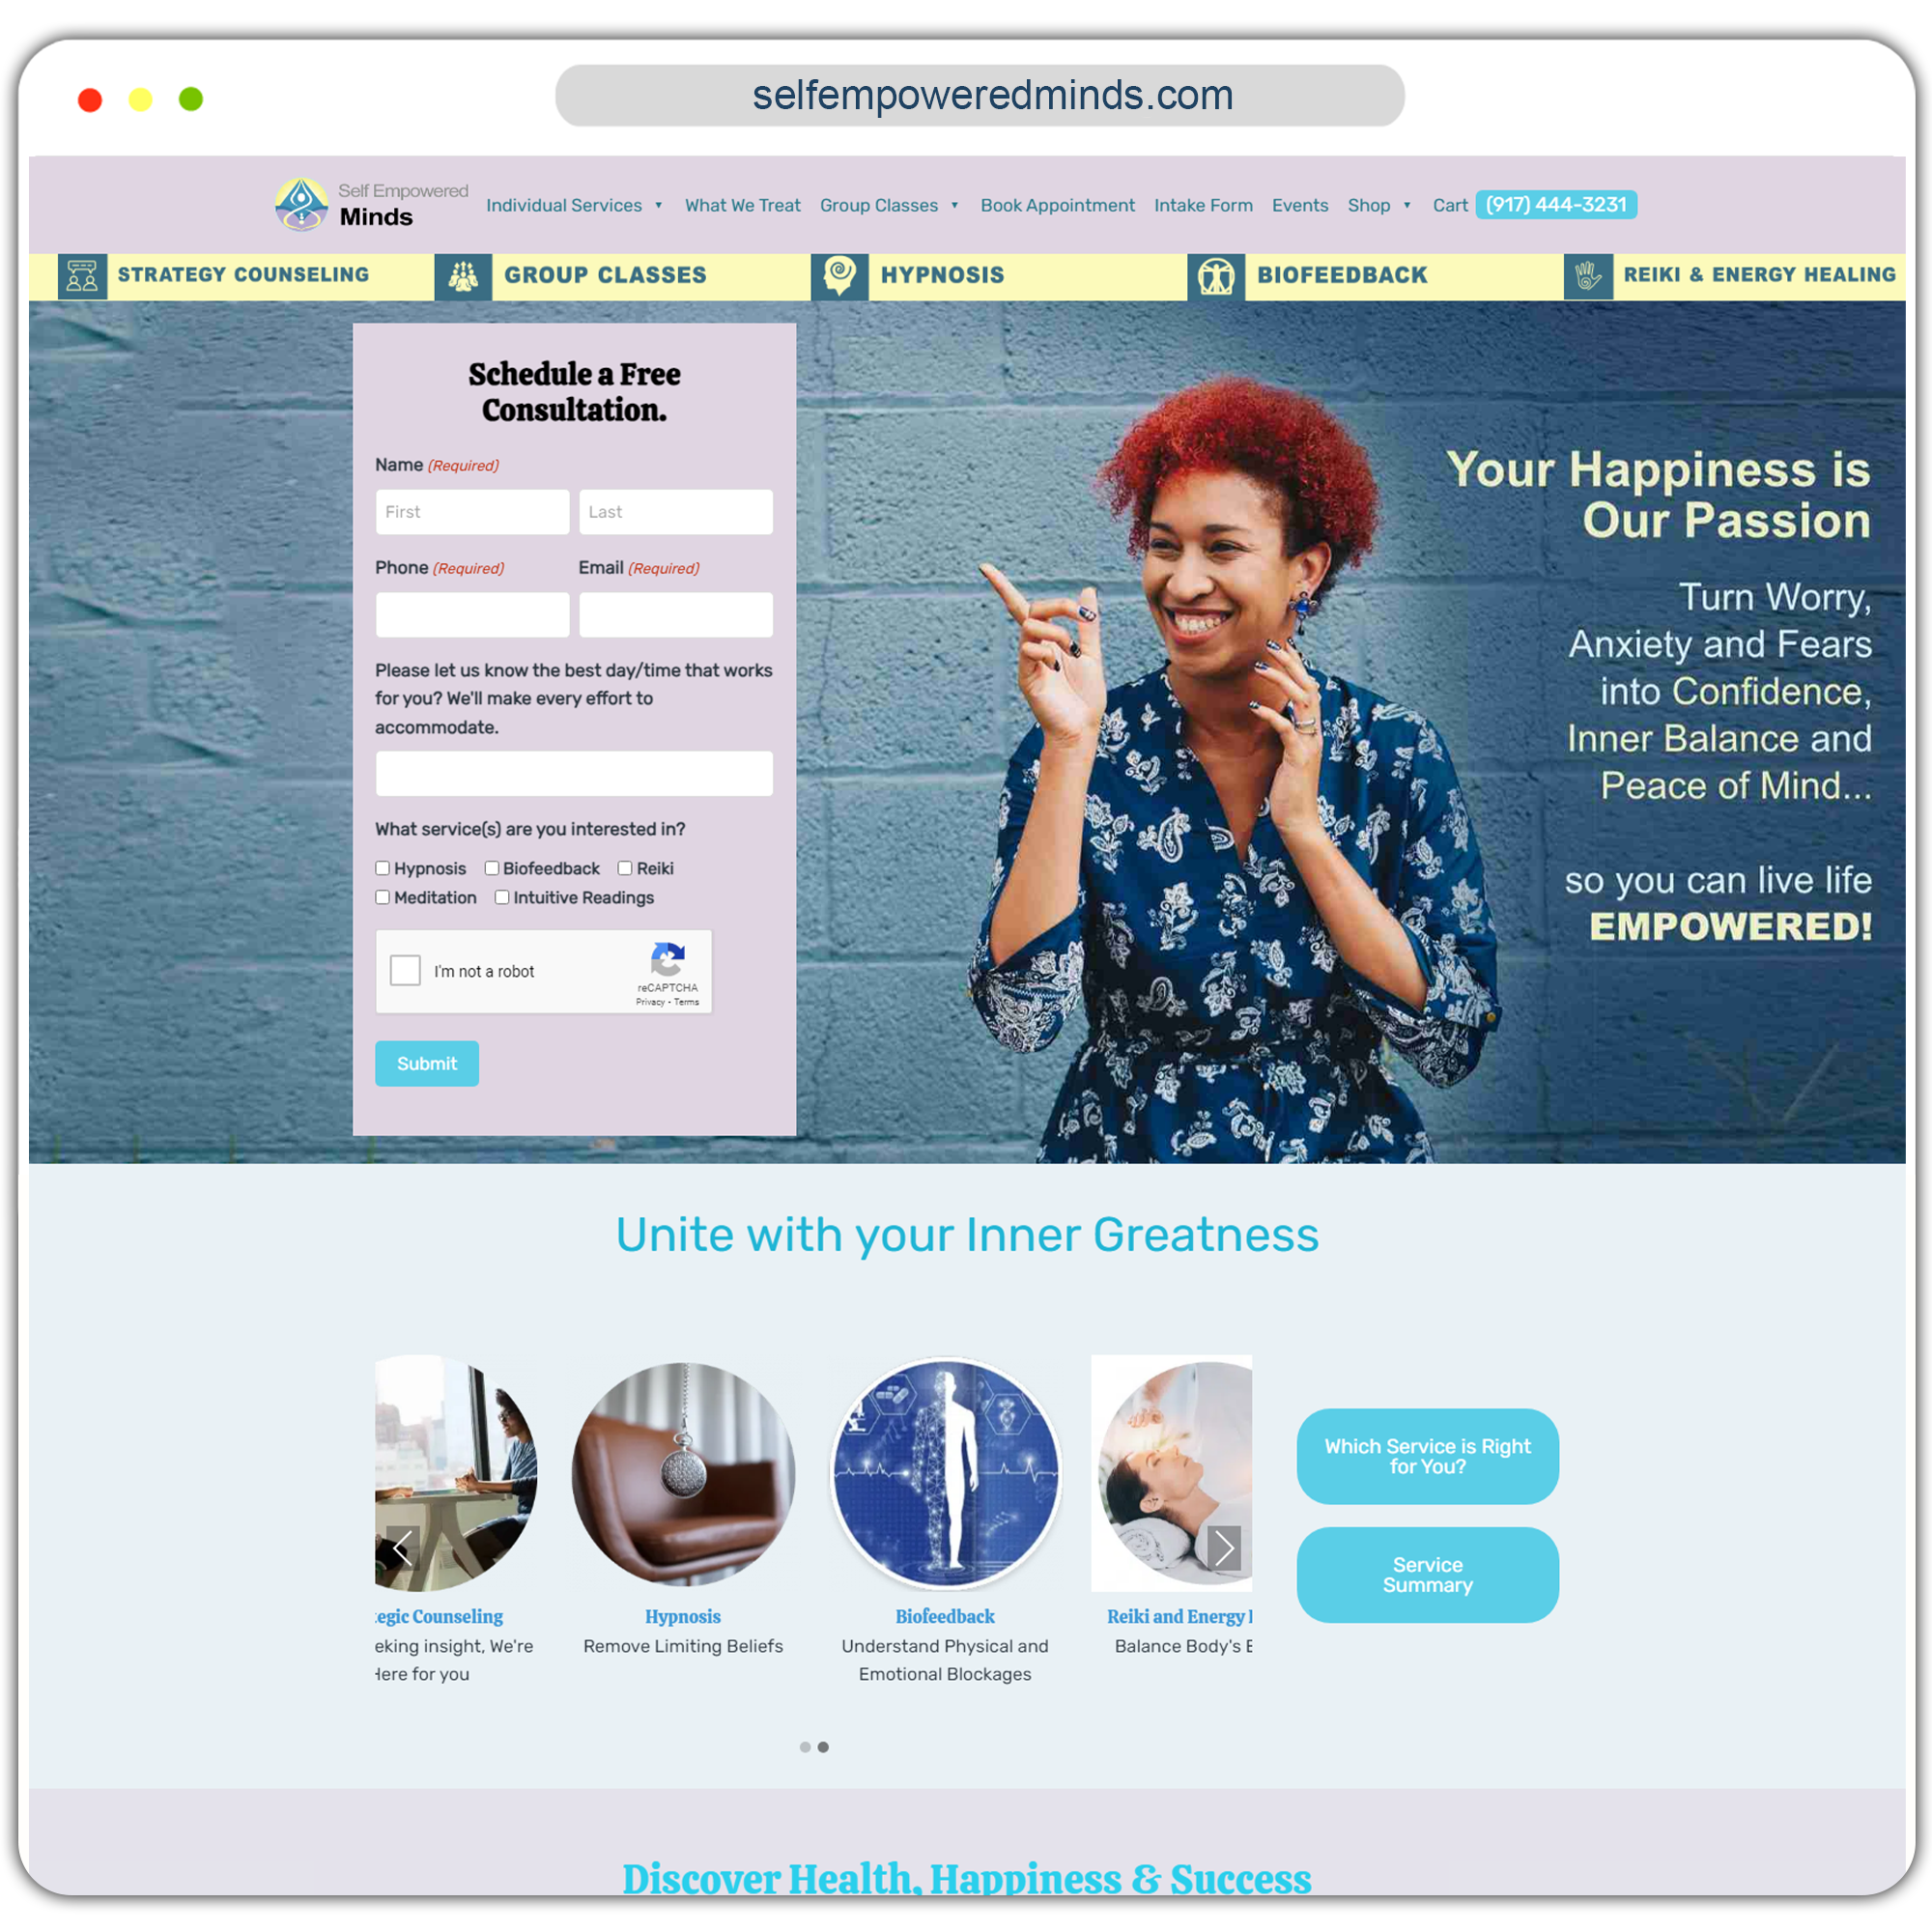 selfempoweredminds.com
Self Empowered
Minds
Individual Services ▼ What We Treat Group Classes ▼ Book Appointment Intake Form Events Shop ▼ Cart (917) 444-3231
STRATEGY COUNSELING GROUP CLASSES HYPNOSIS BIOFEEDBACK REIKI & ENERGY HEALING
Schedule a Free
Consultation.
Name (Required)
First Last
Phone (Required) Email (Required)
Please let us know the best day/time that works
for you? We'll make every effort to
accommodate.
What service(s) are you interested in?
Hypnosis Biofeedback Reiki
Meditation Intuitive Readings
I'm not a robot
reCAPTCHA
Privacy - Terms
Submit
Your Happiness is
Our Passion
Turn Worry,
Anxiety and Fears
into Confidence,
Inner Balance and
Peace of Mind...
so you can live life
EMPOWERED!
Unite with your Inner Greatness
egic Counseling
eking insight, We're
Here for you
Hypnosis
Remove Limiting Beliefs
Biofeedback
Understand Physical and
Emotional Blockages
Reiki and Energy
Balance Body's E
Which Service is Right
for You?
Service
Summary
Discover Health, Happiness & Success